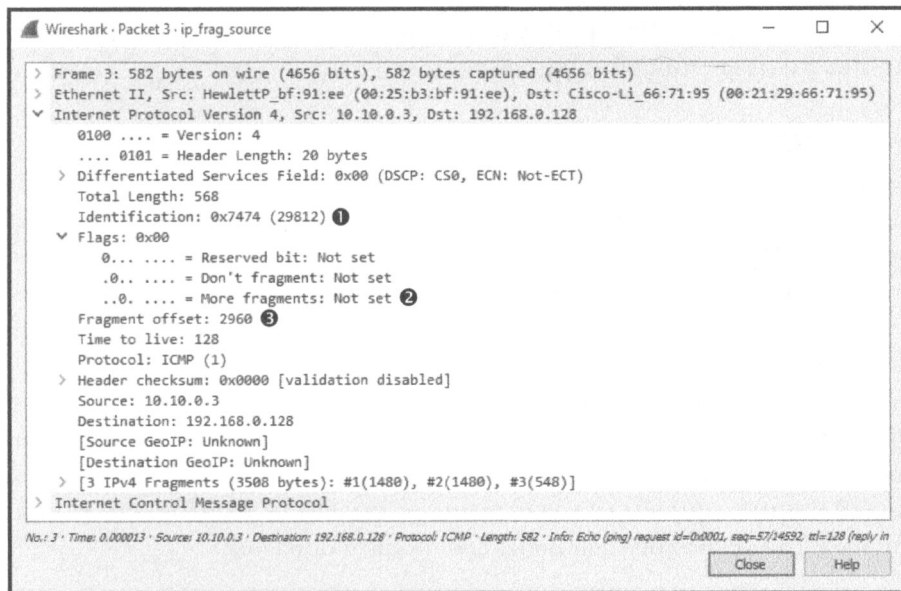 Wireshark · Packet 3 · ip_frag_source
> Frame 3: 582 bytes on wire (4656 bits), 582 bytes captured (4656 bits)
> Ethernet II, Src: HewlettP_bf:91:ee (00:25:b3:bf:91:ee), Dst: Cisco-Li_66:71:95 (00:21:29:66:71:95)
Internet Protocol Version 4, Src: 10.10.0.3, Dst: 192.168.0.128
0100 .... = Version: 4
.... 0101 = Header Length: 20 bytes
> Differentiated Services Field: 0x00 (DSCP: CS0, ECN: Not-ECT)
Total Length: 568
Identification: 0x7474 (29812) ❶
Flags: 0x00
0... .... = Reserved bit: Not set
.0.. .... = Don't fragment: Not set
..0. .... = More fragments: Not set ❷
Fragment offset: 2960 ❸
Time to live: 128
Protocol: ICMP (1)
> Header checksum: 0x0000 [validation disabled]
Source: 10.10.0.3
Destination: 192.168.0.128
[Source GeoIP: Unknown]
[Destination GeoIP: Unknown]
> [3 IPv4 Fragments (3508 bytes): #1(1480), #2(1480), #3(548)]
> Internet Control Message Protocol
No.: 3 · Time: 0.000013 · Source: 10.10.0.3 · Destination: 192.168.0.128 · Protocol: ICMP · Length: 582 · Info: Echo (ping) request id=0x0001, seq=57/14592, ttl=128 (reply in
Close Help